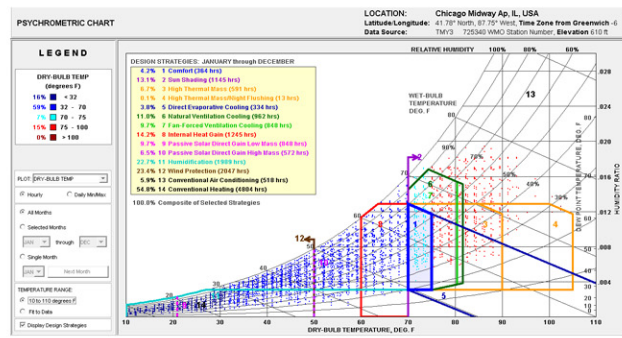 PSYCHROMETRIC CHART
LOCATION: Chicago Midway Ap, IL, USA
Latitude/Longitude: 41.78° North, 87.75° West, Time Zone from Greenwich -6
Data Source: TMY3 725340 WMO Station Number, Elevation 610 ft
LEGEND
DRY-BULB TEMP
(degrees F)
16% < 32
59% 32 - 70
7% 70 - 75
15% 75 - 100
0% > 100
PLOT: DRY-BULB TEMP
Hourly Daily Min/Max
All Months
Selected Months
JAN through DEC
Single Month
JAN Next Month
TEMPERATURE RANGE:
10 to 110 degrees F
Fit to Data
Display Design Strategies
DESIGN STRATEGIES: JANUARY through DECEMBER
4.2% 1 Comfort (364 hrs)
13.1% 2 Sun Shading (1145 hrs)
6.7% 3 High Thermal Mass (591 hrs)
4 High Thermal Mass/Night Flushing
3.8% 5 Direct Evaporative Cooling (334 hrs)
11.0% 6 Natural Ventilation Cooling (962 hrs)
9.7% 7 Fan-Forced Ventilation Cooling
14.2% 8 Internal Heat Gain (1245 hrs)
9.7% 9 Passive Solar Direct Gain Low Mass
6.5% 10 Passive Solar Direct Gain High Mass (572 hrs)
22.7% 11 Humidification
23.4% 12 Wind Protection (2047 hrs)
5.9% 13 Conventional Air Conditioning (518 hrs)
54.8% 14 Conventional Heating (4804 hrs)
100.0% Composite of Selected Strategies
RELATIVE HUMIDITY 100% 80% 60%
WET-BULB
TEMPERATURE
DEG. F
DEW POINT TEMPERATURE, DEG. F
HUMIDITY RATIO
.028
.020
.016
.012
.008
.004
10 20 30 40 50 60 70 80 90 100 110
DRY-BULB TEMPERATURE, DEG. F